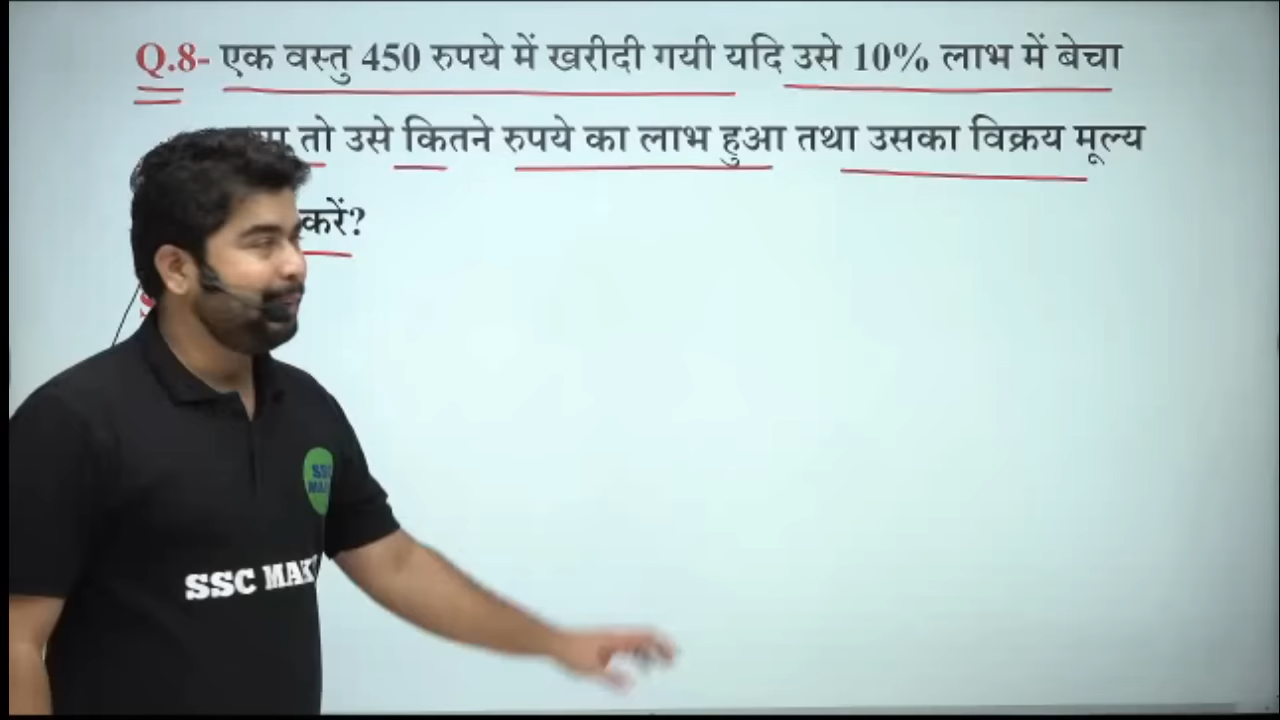 Q.8- एक वस्तु 450 रुपये में खरीदी गयी यदि उसे 10% लाभ में बेचा
तो उसे कितने रुपये का लाभ हुआ तथा उसका विक्रय मूल्य
करें?
SSC
SSC MAK